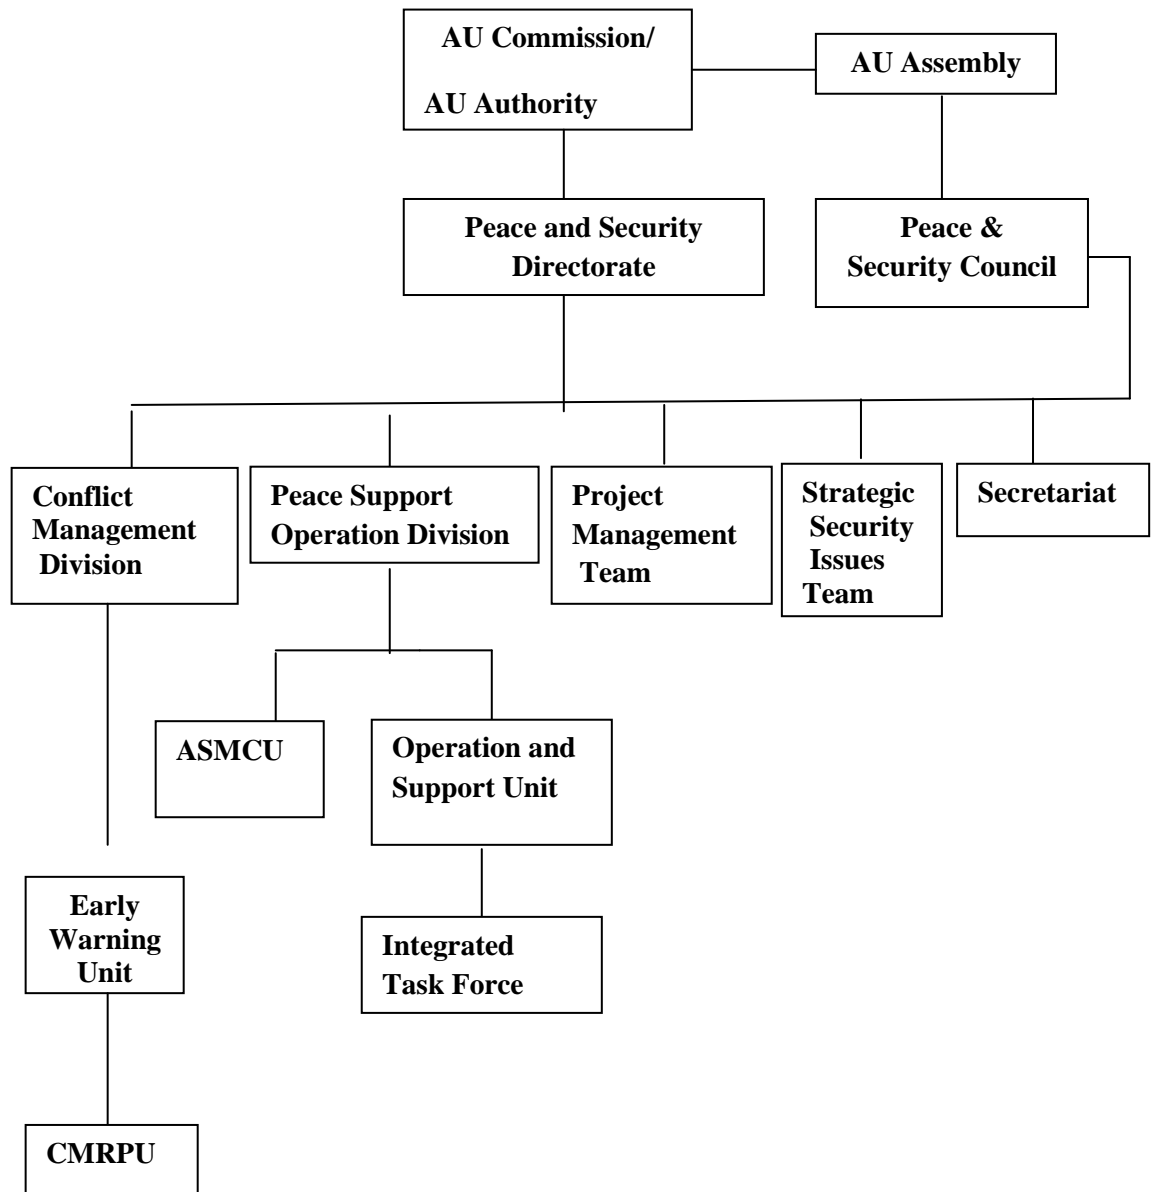 AU Commission/
AU Authority
AU Assembly
Peace and Security
Directorate
Peace &
Security Council
Conflict
Management
Division
Peace Support
Operation Division
Project
Management
Team
Strategic
Security
Issues
Team
Secretariat
ASMCU
Operation and
Support Unit
Early
Warning
Unit
Integrated
Task Force
CMRPU